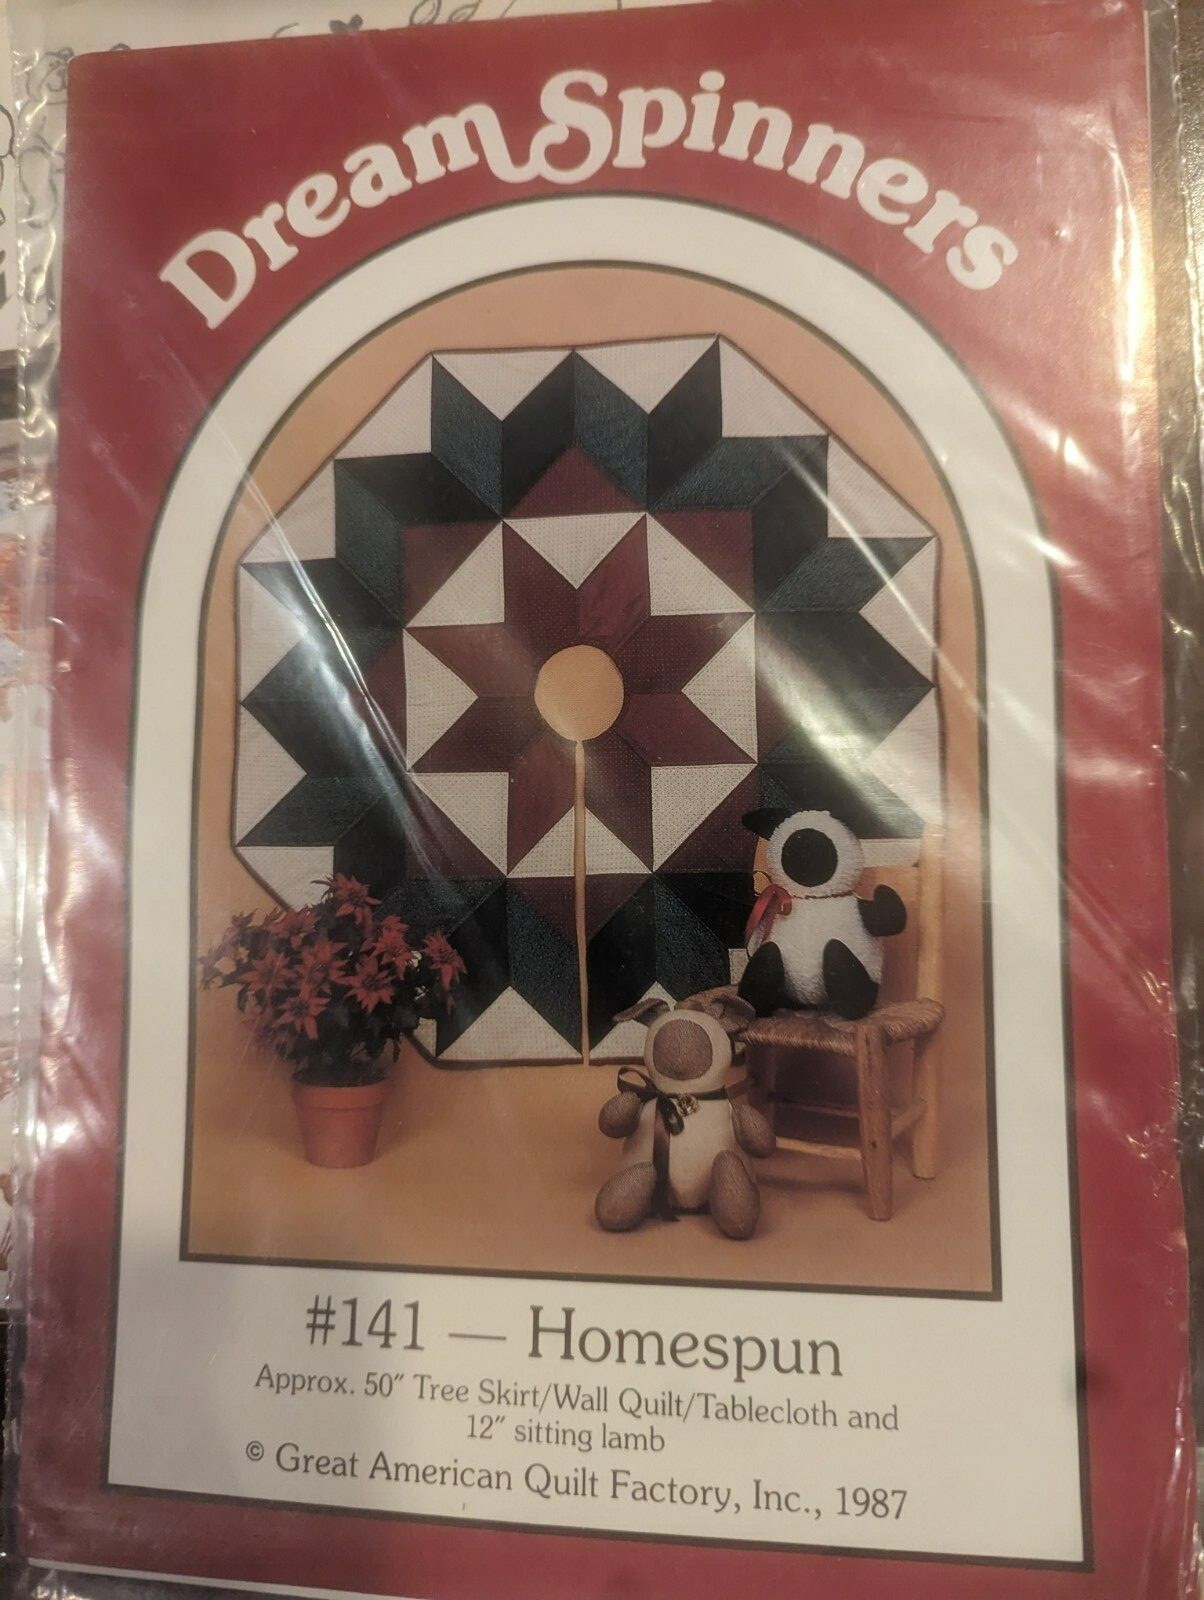 Dream Spinners
#141 — Homespun
Approx. 50" Tree Skirt/Wall Quilt/Tablecloth and
12" sitting lamb
© Great American Quilt Factory, Inc., 1987